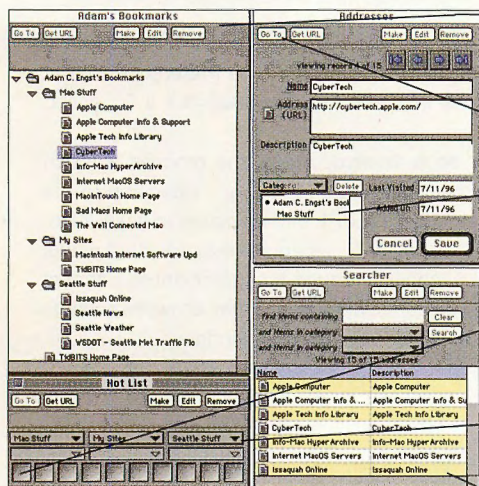 Adam's Bookmarks
Go To Get URL Make Edit Remove
Adam C. Engst's Bookmarks
Mac Stuff
Apple Computer
Apple Computer Info & Support
Apple Tech Info Library
CyberTech
Info-Mac HyperArchive
Internet MacOS Servers
MacInTouch Home Page
Sad Macs Home Page
The Well Connected Mac
My Sites
Macintosh Internet Software Upd
TidBITS Home Page
Seattle Stuff
Issaquah Online
Seattle News
Seattle Weather
WSDOT - Seattle Met Traffic Flo
TidBITS Home Page
Hot List
Go To Get URL Make Edit Remove
Mac Stuff My Sites Seattle Stuff
Addresses
Go To Get URL Make Edit Remove
Viewing record 4 of 15
Name CyberTech
Address (URL) http://cybertech.apple.com/
Description CyberTech
Category Delete Last Visited 7/11/96
Adam C. Engst's Book
Mac Stuff
Added On 7/11/96
Cancel Save
Searcher
Go To Get URL Make Edit Remove
find items containing Clear
and items in category Search
and items in category
Viewing 15 of 15 addresses
Name Description
Apple Computer Apple Computer
Apple Computer Info & ... Apple Computer Info & Su
Apple Tech Info Library Apple Tech Info Library
CyberTech CyberTech
Info-Mac HyperArchive Info-Mac HyperArchive
Internet MacOS Servers Internet MacOS Servers
Issaquah Online Issaquah Online